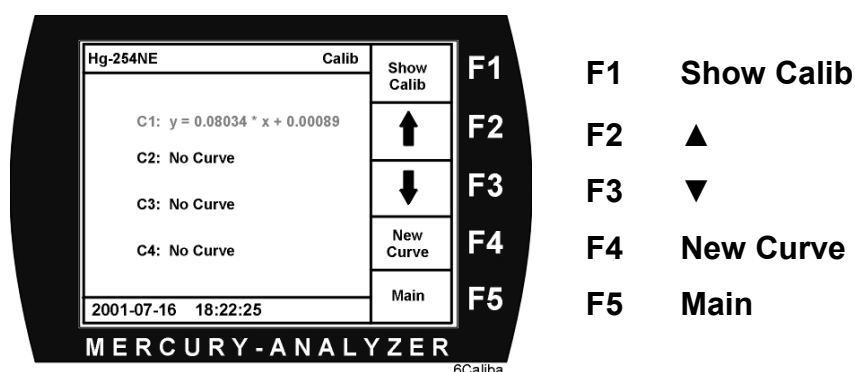 Hg-254NE Calib
Show
Calib
F1
C1: y = 0.08034 * x + 0.00089
F2
C2: No Curve
C3: No Curve
F3
C4: No Curve
New
Curve
F4
Main
F5
2001-07-16 18:22:25
MERCURY-ANALYZER
6Caliba
F1 Show Calib
F2 ▲
F3 ▼
F4 New Curve
F5 Main